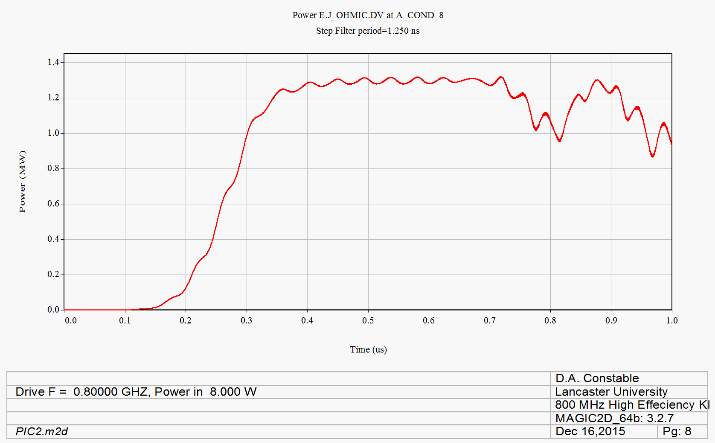 Power E.J_OHMIC.DV at A_COND_8
Step Filter period=1.250 ns
1.4
1.2
1.0
0.8
0.6
0.4
0.2
0.0
Power (MW)
0.0 0.1 0.2 0.3 0.4 0.5 0.6 0.7 0.8 0.9 1.0
Time (us)
D.A. Constable
Drive F = 0.80000 GHZ, Power in 8.000 W
Lancaster University
800 MHz High Effeciency Kl
MAGIC2D_64b: 3.2.7
PIC2.m2d
Dec 16,2015
Pg: 8